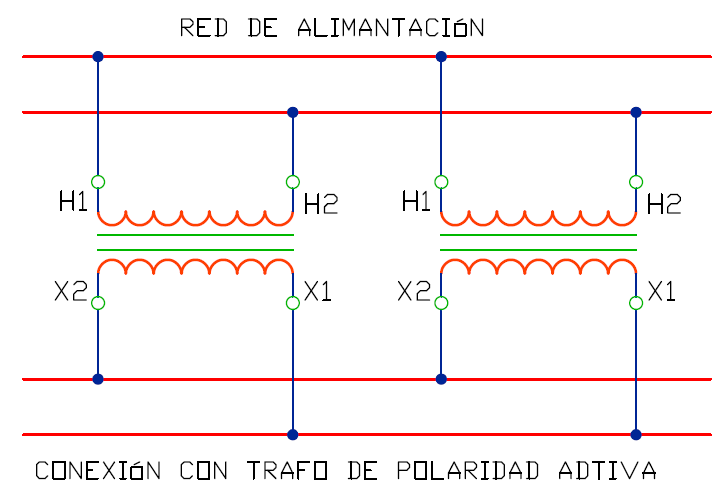 RED DE ALIMANTACIóN
H1 H2 H1 H2
X2 X1 X2 X1
CONEXIóN CON TRAFO DE POLARIDAD ADTIVA